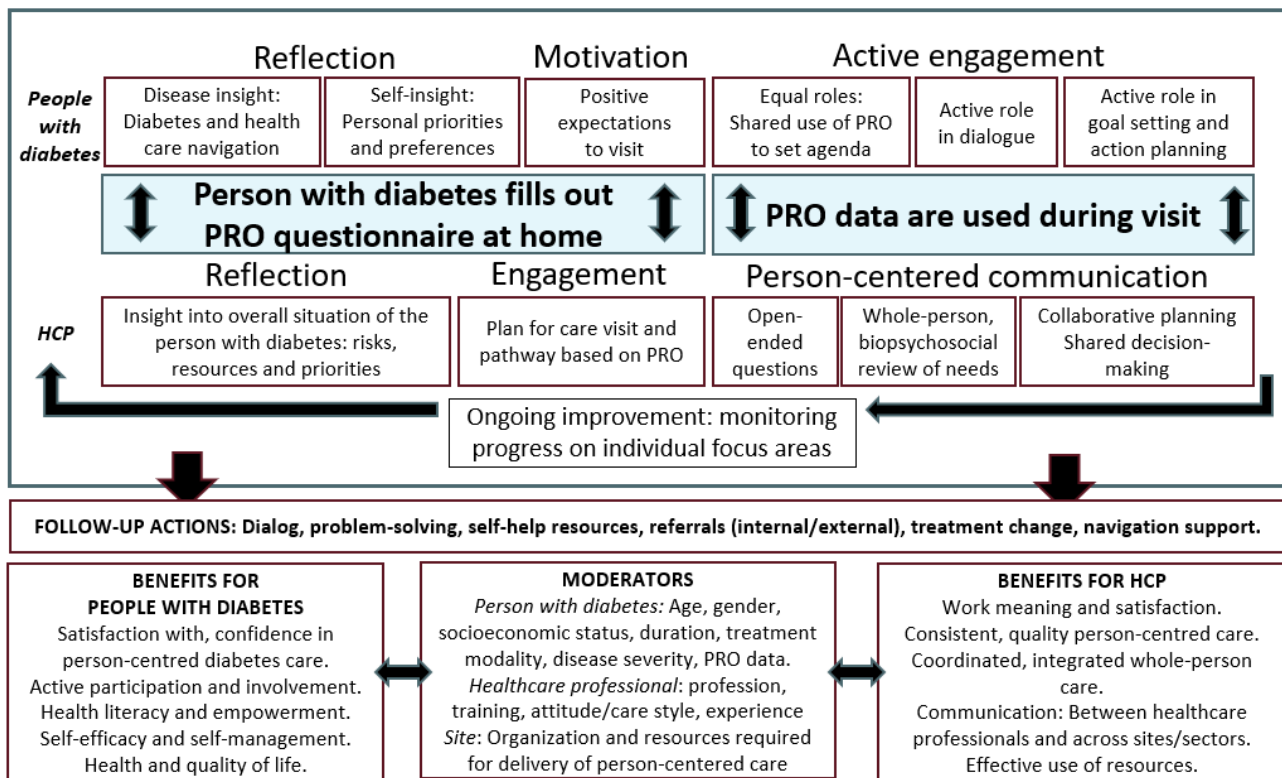 Reflection
Motivation
Active engagement
People
with
diabetes
Disease insight:
Diabetes and health
care navigation
Self-insight:
Personal priorities
and preferences
Positive
expectations
to visit
Equal roles:
Shared use of PRO
to set agenda
Active role
in dialogue
Active role in
goal setting and
action planning
Person with diabetes fills out
PRO questionnaire at home
PRO data are used during visit
Reflection
Engagement
Person-centered communication
HCP
Insight into overall situation of the
person with diabetes: risks,
resources and priorities
Plan for care visit and
pathway based on PRO
Open-
ended
questions
Whole-person,
biopsychosocial
review of needs
Collaborative planning
Shared decision-
making
Ongoing improvement: monitoring
progress on individual focus areas
FOLLOW-UP ACTIONS: Dialog, problem-solving, self-help resources, referrals (internal/external), treatment change, navigation support.
BENEFITS FOR
PEOPLE WITH DIABETES
Satisfaction with, confidence in
person-centred diabetes care.
Active participation and involvement.
Health literacy and empowerment.
Self-efficacy and self-management.
Health and quality of life.
MODERATORS
Person with diabetes: Age, gender,
socioeconomic status, duration, treatment
modality, disease severity, PRO data.
Healthcare professional: profession,
training, attitude/care style, experience
Site: Organization and resources required
for delivery of person-centered care
BENEFITS FOR HCP
Work meaning and satisfaction.
Consistent, quality person-centred care.
Coordinated, integrated whole-person
care.
Communication: Between healthcare
professionals and across sites/sectors.
Effective use of resources.